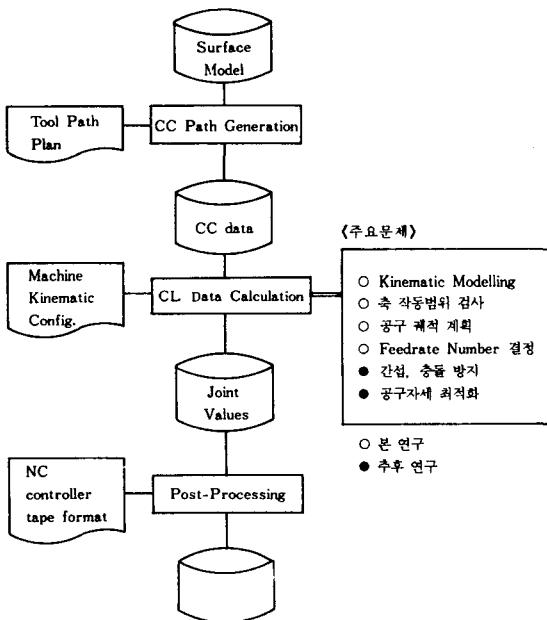 Surface
Model
Tool Path
Plan
CC Path Generation
CC data
Machine
Kinematic
Config.
CL Data Calculation
《주요문제》
○ Kinematic Modelling
○ 축 작동범위 검사
○ 공구 궤적 계획
○ Feedrate Number 결정
● 간섭, 충돌 방지
● 공구자세 최적화
○ 본 연구
● 추후 연구
Joint
Values
NC
controller
tape format
Post-Processing